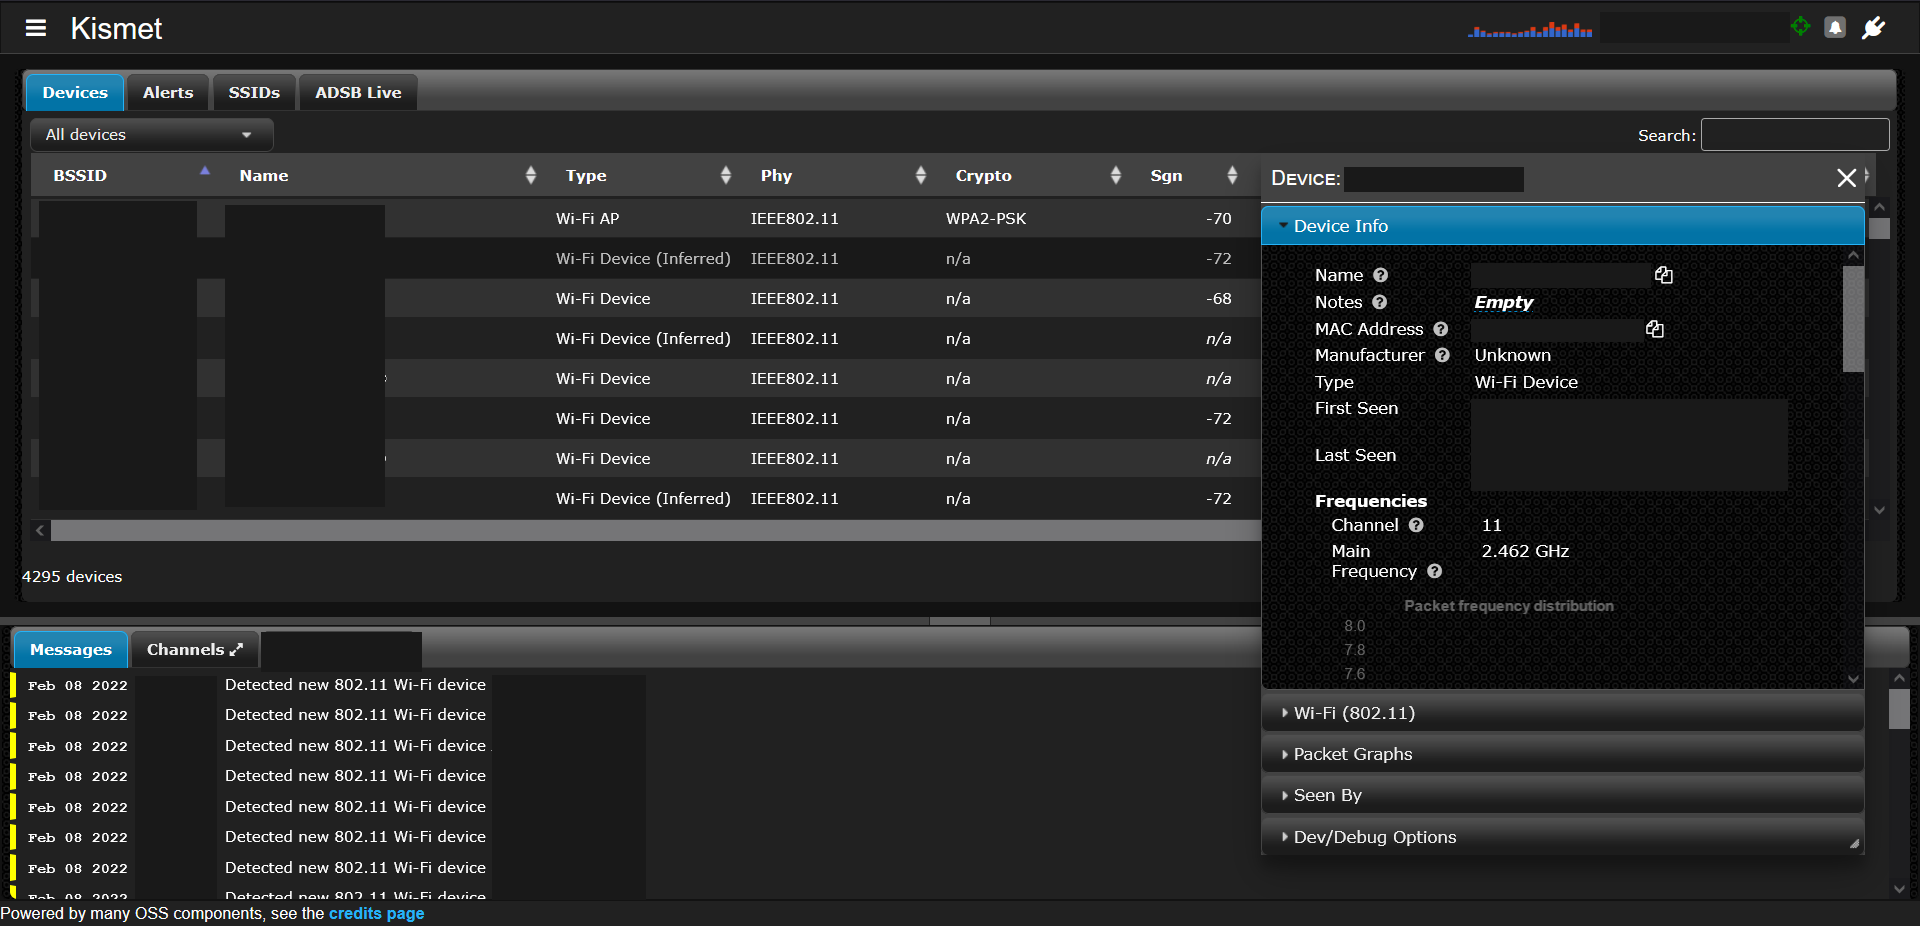 Kismet
Devices Alerts SSIDs ADSB Live
All devices
Search:
BSSID Name Type Phy Crypto Sgn
Wi-Fi AP IEEE802.11 WPA2-PSK -70
Wi-Fi Device (Inferred) IEEE802.11 n/a -72
Wi-Fi Device IEEE802.11 n/a -68
Wi-Fi Device (Inferred) IEEE802.11 n/a n/a
Wi-Fi Device IEEE802.11 n/a n/a
Wi-Fi Device IEEE802.11 n/a -72
Wi-Fi Device IEEE802.11 n/a n/a
Wi-Fi Device (Inferred) IEEE802.11 n/a -72
4295 devices
DEVICE:
Device Info
Name
Notes Empty
MAC Address
Manufacturer Unknown
Type Wi-Fi Device
First Seen
Last Seen
Frequencies
Channel 11
Main 2.462 GHz
Frequency
Packet frequency distribution
8.0
7.8
7.6
Wi-Fi (802.11)
Packet Graphs
Seen By
Dev/Debug Options
Messages Channels
Feb 08 2022 Detected new 802.11 Wi-Fi device
Feb 08 2022 Detected new 802.11 Wi-Fi device
Feb 08 2022 Detected new 802.11 Wi-Fi device
Feb 08 2022 Detected new 802.11 Wi-Fi device
Feb 08 2022 Detected new 802.11 Wi-Fi device
Feb 08 2022 Detected new 802.11 Wi-Fi device
Feb 08 2022 Detected new 802.11 Wi-Fi device
Feb 08 2022 Detected new 802.11 Wi-Fi device
Powered by many OSS components, see the credits page